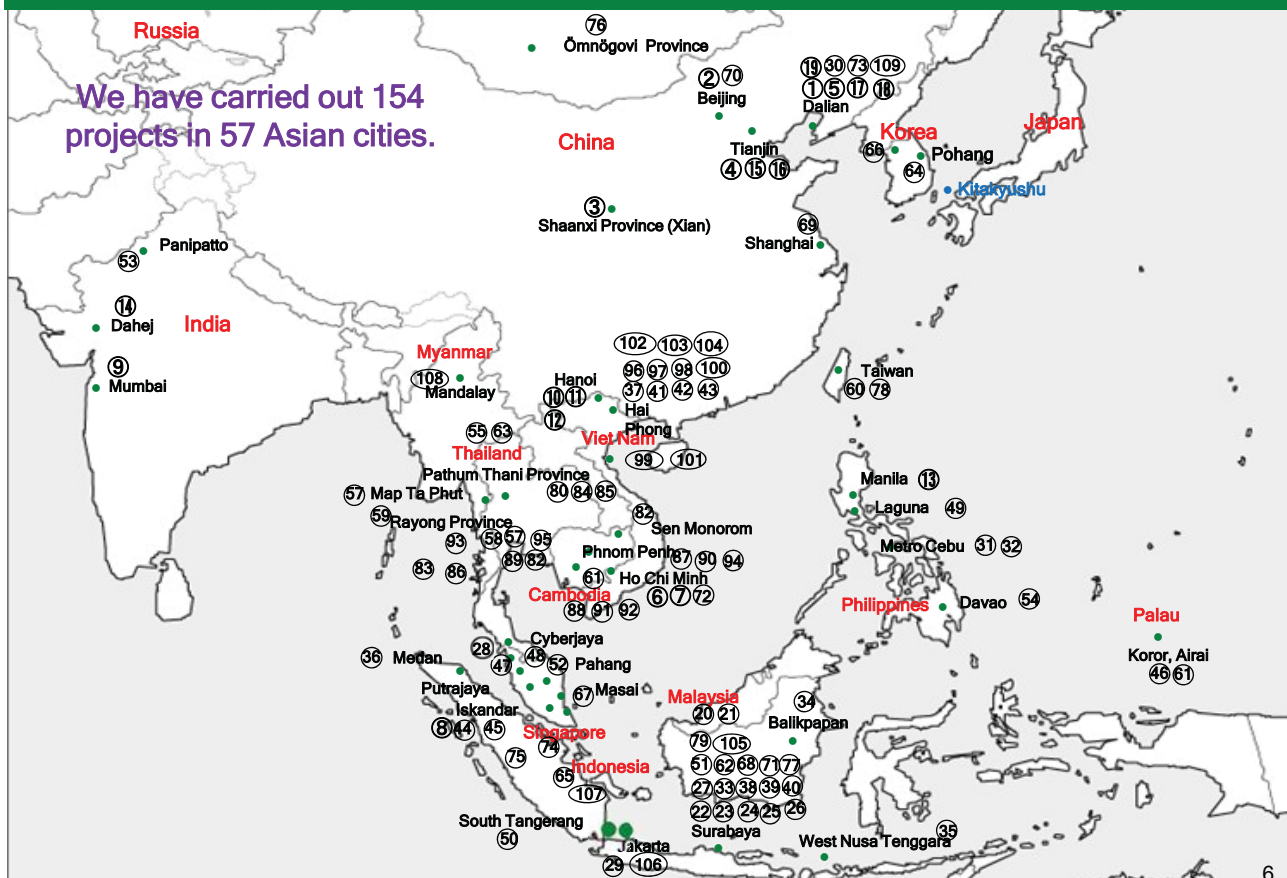 Russia
76
Ömnögovi Province
We have carried out 154
projects in 57 Asian cities.
2 70
Beijing
19 30 73 109
1 5 17 18
Dalian
China
Korea
Japan
66
Pohang
64
Tianjin
4 15 16
Kitakyushu
3
Shaanxi Province (Xian)
69
Shanghai
Panipatto
53
14
Dahej
India
9
Mumbai
Myanmar
108
Mandalay
102 103 104
96 97 98 100
37 41 42 43
Hanoi
10 11
12
Hai
Phong
Viet Nam
99 101
Taiwan
60 78
55 63
Thailand
Pathum Thani Province
80 84 85
57 Map Ta Phut
59
Rayong Province
93 58 57 95
83 86 89 82
82
Sen Monorom
Phnom Penh
87 90 94
61
Ho Chi Minh
6 7 72
Cambodia
88 91 92
Manila 13
Laguna 49
Metro Cebu 31 32
Philippines
Davao 54
Palau
Koror, Airai
46 61
Cyberjaya
28
47 48 52 Pahang
36 Medan
67 Masai
Putrajaya
Iskandar
8 44 45
Singapore
74
75
Indonesia
65
107
Malaysia
20 21
34
Balikpapan
79 105
51 62 68 71 77
27 33 38 39 40
22 23 24 25 26
Surabaya
South Tangerang
50
Jakarta
29 106
West Nusa Tenggara
35
6